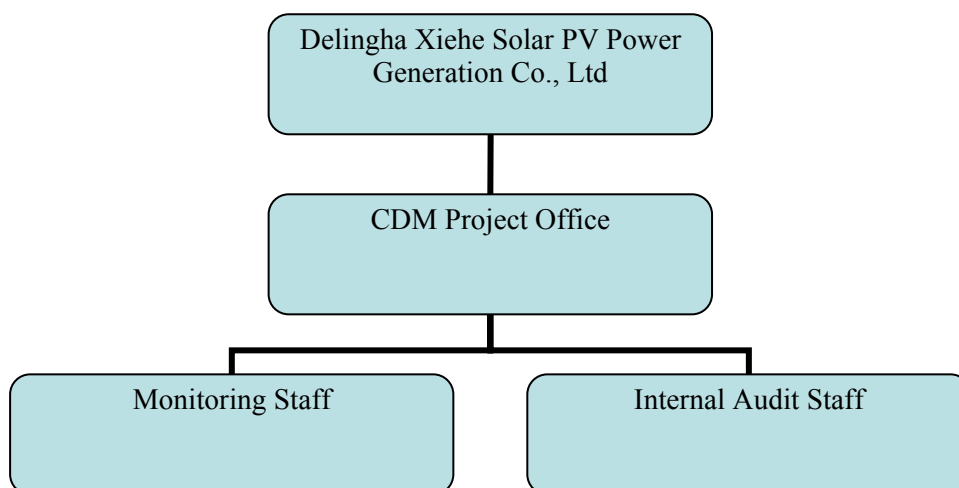 Delingha Xiehe Solar PV Power
Generation Co., Ltd
CDM Project Office
Monitoring Staff
Internal Audit Staff